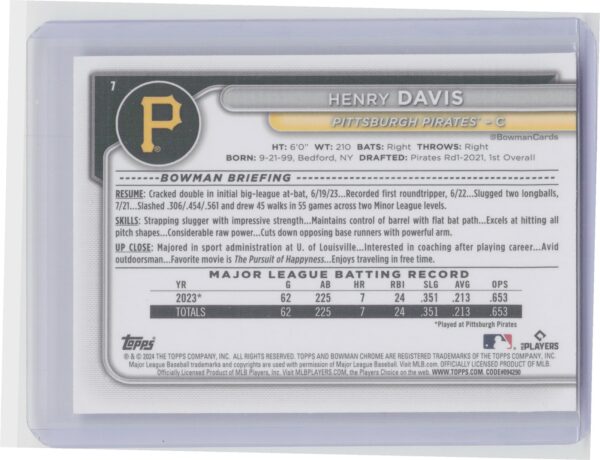 7
P
HENRY DAVIS
PITTSBURGH PIRATES® – C
@BowmanCards
HT: 6'0" WT: 210 BATS: Right THROWS: Right
BORN: 9-21-99, Bedford, NY DRAFTED: Pirates Rd1-2021, 1st Overall
BOWMAN BRIEFING
RESUME: Cracked double in initial big-league at-bat, 6/19/23...Recorded first roundtripper, 6/22...Slugged two longballs,
7/21...Slashed .306/.454/.561 and drew 45 walks in 55 games across two Minor League levels.
SKILLS: Strapping slugger with impressive strength...Maintains control of barrel with flat bat path...Excels at hitting all
pitch shapes...Considerable raw power...Cuts down opposing base runners with powerful arm.
UP CLOSE: Majored in sport administration at U. of Louisville...Interested in coaching after playing career...Avid
outdoorsman...Favorite movie is The Pursuit of Happyness...Enjoys traveling in free time.
MAJOR LEAGUE BATTING RECORD
YR G AB HR RBI SLG AVG OPS
2023* 62 225 7 24 .351 .213 .653
TOTALS 62 225 7 24 .351 .213 .653
*Played at Pittsburgh Pirates
Topps
PLAYERS
® & © 2024 THE TOPPS COMPANY, INC. ALL RIGHTS RESERVED. TOPPS AND BOWMAN CHROME ARE REGISTERED TRADEMARKS OF THE TOPPS COMPANY, INC.
Major League Baseball trademarks and copyrights are used with permission of Major League Baseball. Visit MLB.com. OFFICIALLY LICENSED PRODUCT OF MLB.
Officially Licensed Product of MLB Players, Inc. Visit MLBPLAYERS.COM, the Players Choice on the web. WWW.TOPPS.COM. CODE#094290